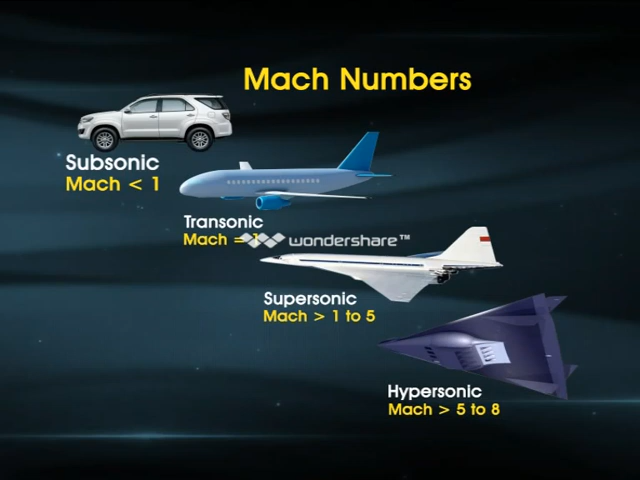 Mach Numbers
Subsonic
Mach < 1
Transonic
Mach = 1
wondershare™
Supersonic
Mach > 1 to 5
Hypersonic
Mach > 5 to 8